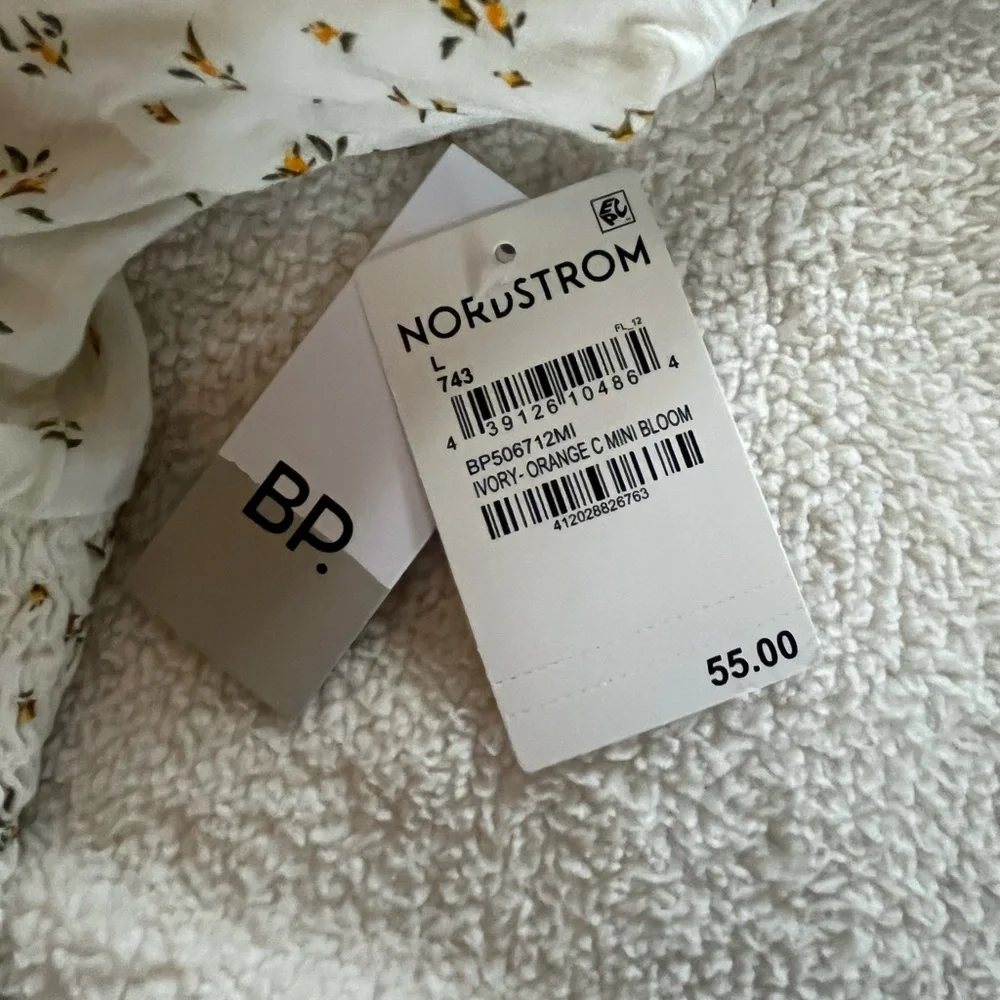 NORDSTROM
L
743
FL_12
4 39126 10486 4
BP506712MI
IVORY- ORANGE C MINI BLOOM
412028826763
55.00
BP.